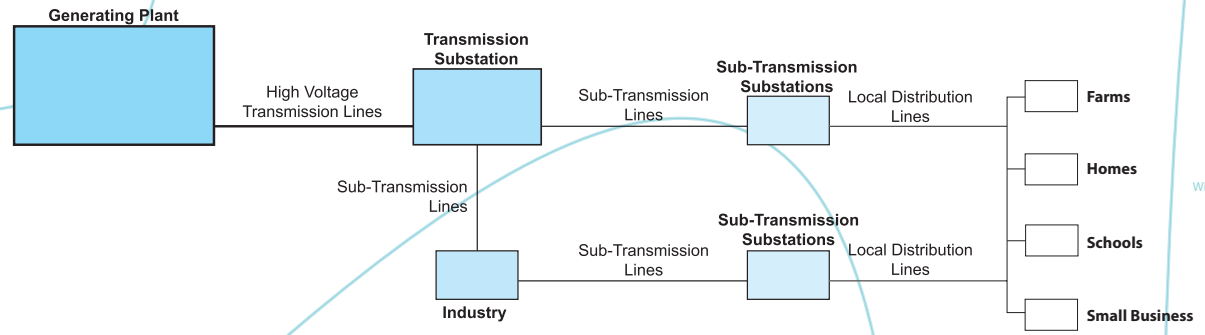 Generating Plant
High Voltage
Transmission Lines
Transmission
Substation
Sub-Transmission
Lines
Sub-Transmission
Substations
Local Distribution
Lines
Farms
Homes
Schools
Small Business
Sub-Transmission
Lines
Industry
Sub-Transmission
Lines
Sub-Transmission
Substations
Local Distribution
Lines